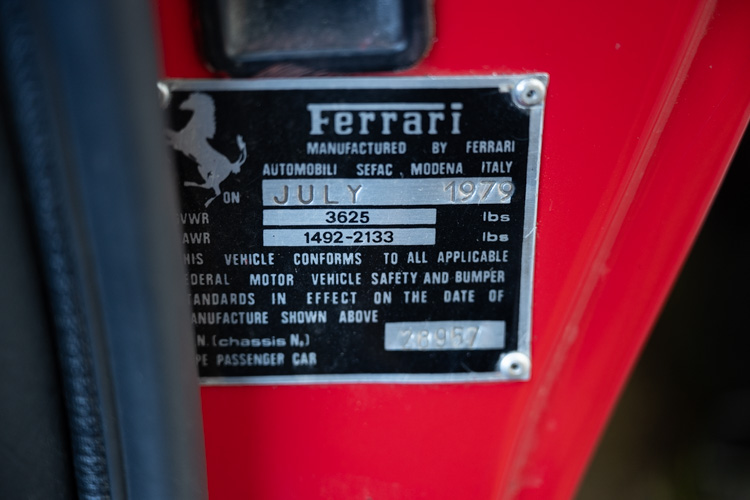 Ferrari
MANUFACTURED BY FERRARI
AUTOMOBILI SEFAC, MODENA ITALY
ON JULY 1979
VWR 3625 lbs
AWR 1492-2133 lbs
HIS VEHICLE CONFORMS TO ALL APPLICABLE
EDERAL MOTOR VEHICLE SAFETY AND BUMPER
TANDARDS IN EFFECT ON THE DATE OF
ANUFACTURE SHOWN ABOVE
N. (chassis No)
PE PASSENGER CAR